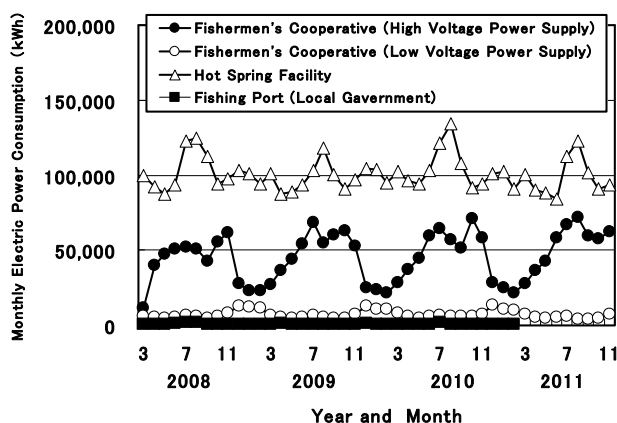 Monthly Electric Power Consumption (kWh)
200,000
150,000
100,000
50,000
0
Fishermen's Cooperative (High Voltage Power Supply)
Fishermen's Cooperative (Low Voltage Power Supply)
Hot Spring Facility
Fishing Port (Local Gavernment)
3 7 11 3 7 11 3 7 11 3 7 11
2008 2009 2010 2011
Year and Month